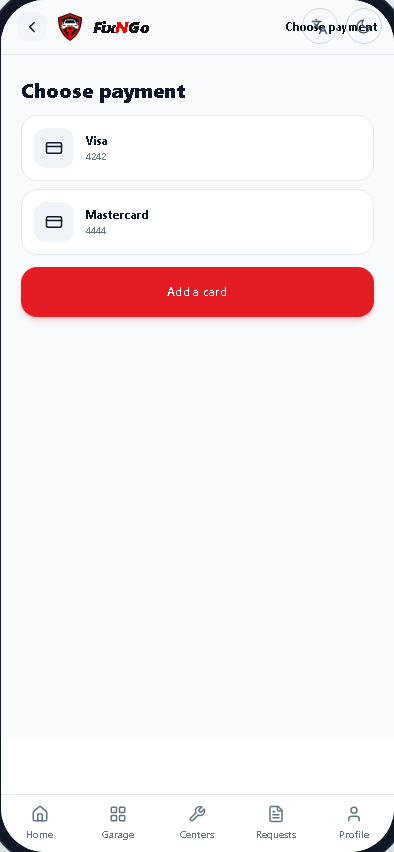 FixNGo
Choose payment
Choose payment
Visa
4242
Mastercard
4444
Add a card
Home
Garage
Centers
Requests
Profile